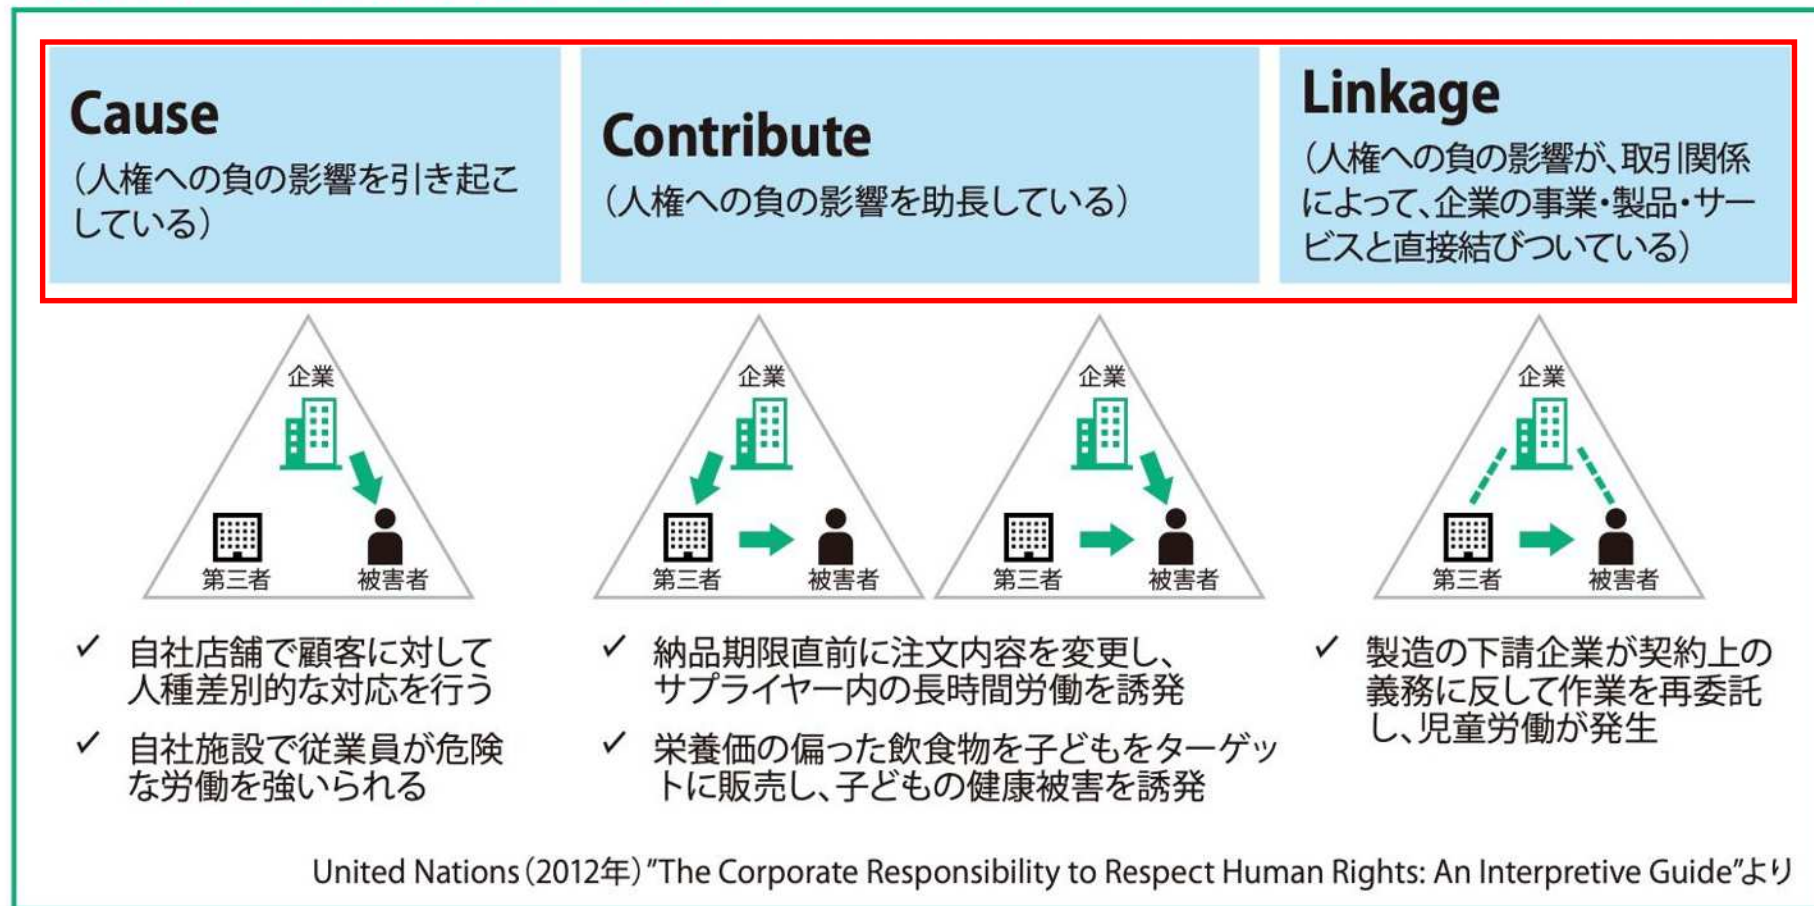 Cause
（人権への負の影響を引き起こ
している）
Contribute
（人権への負の影響を助長している）
Linkage
（人権への負の影響が、取引関係
によって、企業の事業・製品・サー
ビスと直接結びついている）
企業
第三者
被害者
企業
第三者
被害者
企業
第三者
被害者
企業
第三者
被害者
✓ 自社店舗で顧客に対して
人種差別的な対応を行う
✓ 自社施設で従業員が危険
な労働を強いられる
✓ 納品期限直前に注文内容を変更し、
サプライヤー内の長時間労働を誘発
✓ 栄養価の偏った飲食物を子どもをターゲッ
トに販売し、子どもの健康被害を誘発
✓ 製造の下請企業が契約上の
義務に反して作業を再委託
し、児童労働が発生
United Nations（2012年）"The Corporate Responsibility to Respect Human Rights: An Interpretive Guide"より